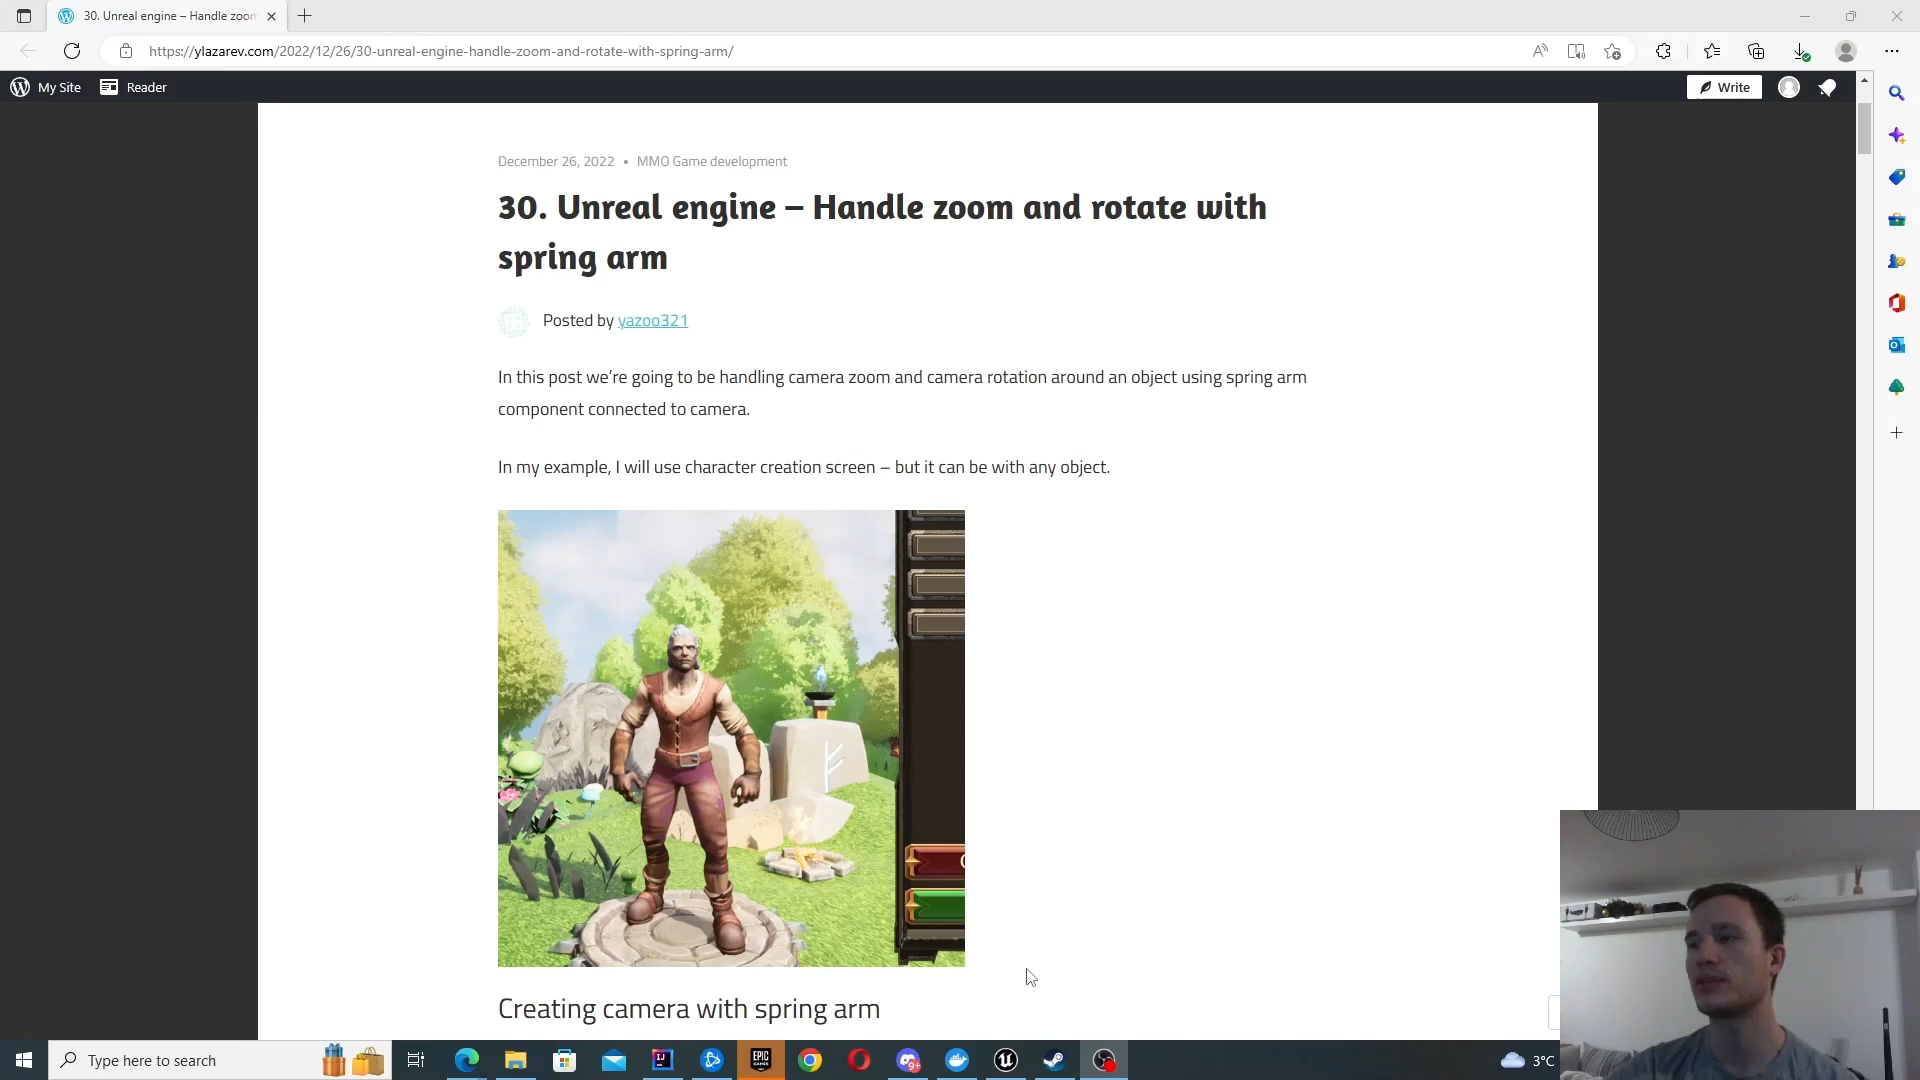 30. Unreal engine – Handle zoom
https://ylazarev.com/2022/12/26/30-unreal-engine-handle-zoom-and-rotate-with-spring-arm/
My Site
Reader
Write
December 26, 2022 • MMO Game development
30. Unreal engine – Handle zoom and rotate with
spring arm
Posted by yazoo321
In this post we’re going to be handling camera zoom and camera rotation around an object using spring arm
component connected to camera.
In my example, I will use character creation screen – but it can be with any object.
Creating camera with spring arm
Type here to search
EPIC
GAMES
9+
3°C